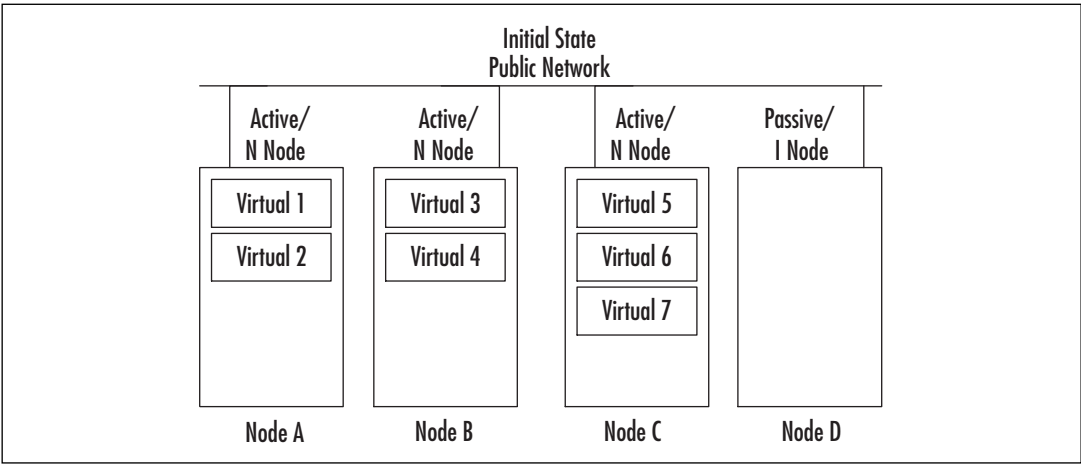 Initial State
Public Network
Active/
N Node
Active/
N Node
Active/
N Node
Passive/
I Node
Virtual 1
Virtual 2
Virtual 3
Virtual 4
Virtual 5
Virtual 6
Virtual 7
Node A
Node B
Node C
Node D